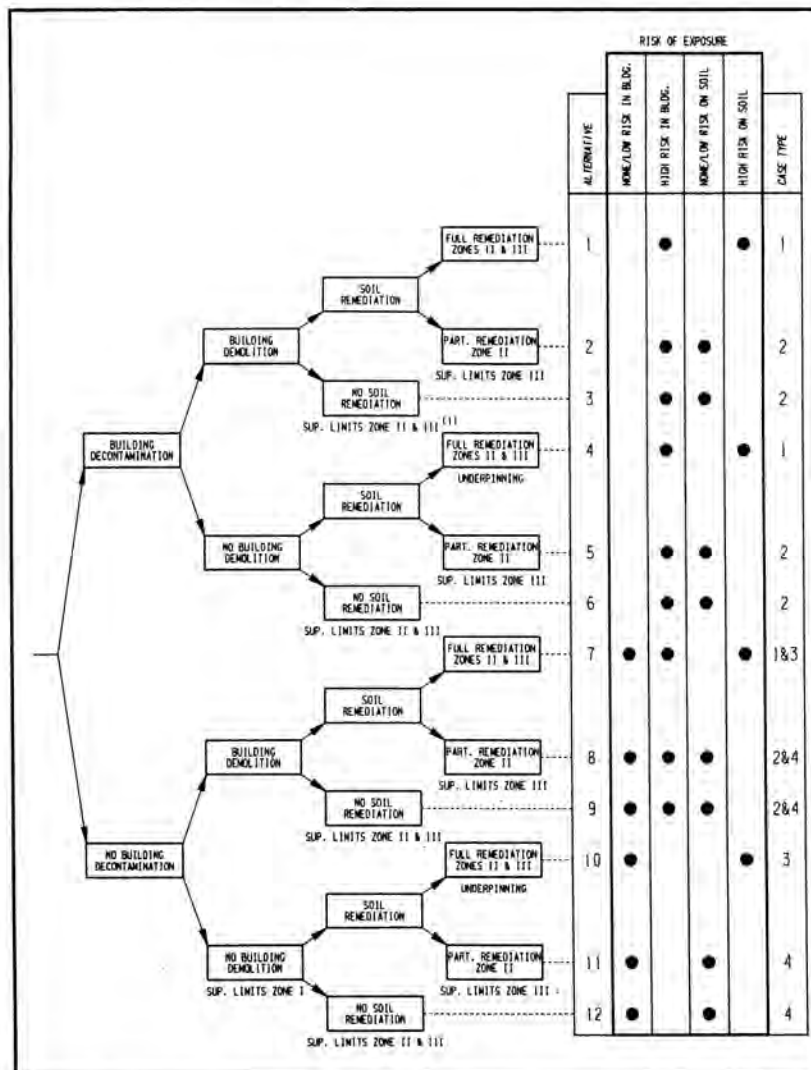 RISK OF EXPOSURE
ALTERNATIVE
NONE/LOW RISK IN BLDG.
HIGH RISK IN BLDG.
NONE/LOW RISK ON SOIL
HIGH RISK ON SOIL
CASE TYPE
FULL REMEDIATION
ZONES II & III
1
1
SOIL
REMEDIATION
BUILDING
DEMOLITION
PART. REMEDIATION
ZONE II
2
2
SUP. LIMITS ZONE III
NO SOIL
REMEDIATION
3
2
SUP. LIMITS ZONE II & III
BUILDING
DECONTAMINATION
FULL REMEDIATION
ZONES II & III
4
1
UNDERPINNING
SOIL
REMEDIATION
NO BUILDING
DEMOLITION
PART. REMEDIATION
ZONE II
5
2
SUP. LIMITS ZONE III
NO SOIL
REMEDIATION
6
2
SUP. LIMITS ZONE II & III
FULL REMEDIATION
ZONES II & III
7
1&3
SOIL
REMEDIATION
BUILDING
DEMOLITION
PART. REMEDIATION
ZONE II
8
2&4
SUP. LIMITS ZONE III
NO SOIL
REMEDIATION
9
2&4
SUP. LIMITS ZONE II & III
NO BUILDING
DECONTAMINATION
FULL REMEDIATION
ZONES II & III
10
3
UNDERPINNING
SOIL
REMEDIATION
NO BUILDING
DEMOLITION
SUP. LIMITS ZONE I
PART. REMEDIATION
ZONE II
11
4
SUP. LIMITS ZONE III
NO SOIL
REMEDIATION
12
4
SUP. LIMITS ZONE II & III